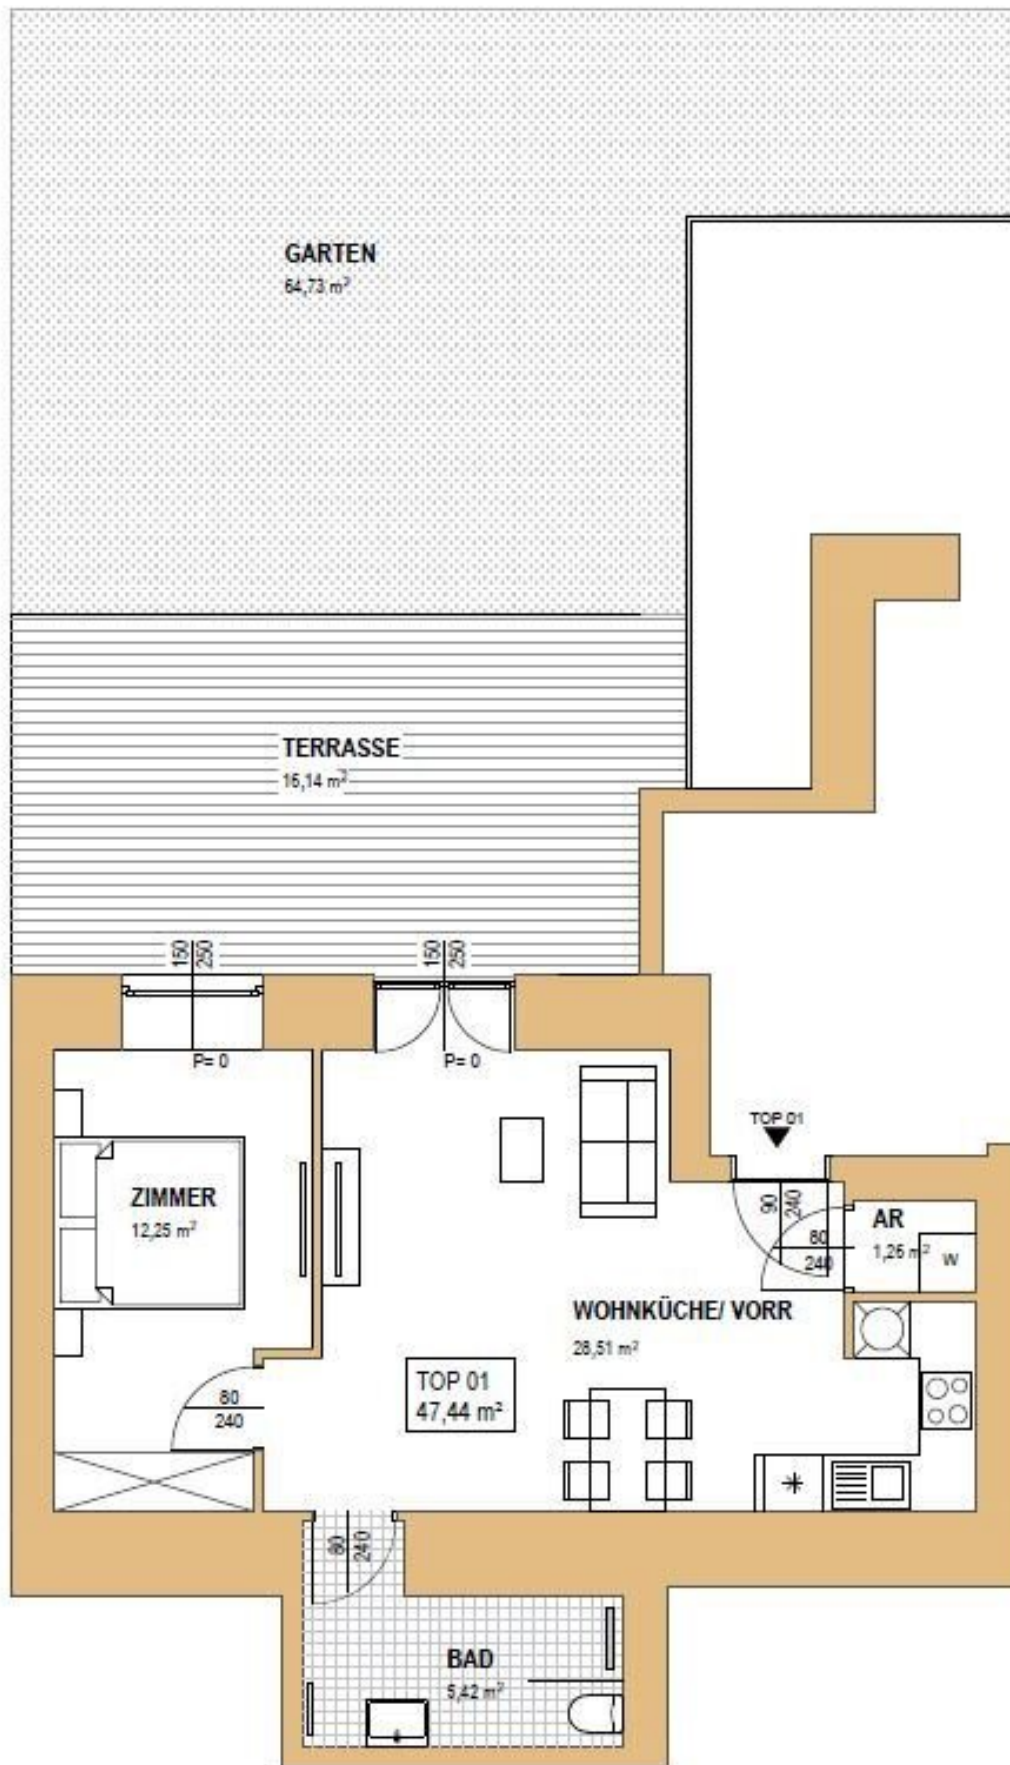 GARTEN
64,73 m²
TERRASSE
15,14 m²
150
250
150
250
P= 0
P= 0
TOP 01
ZIMMER
12,25 m²
90
240
80
240
AR
1,26 m²
W
WOHNKÜCHE/ VORR
28,51 m²
TOP 01
47,44 m²
80
240
80
240
BAD
5,42 m²